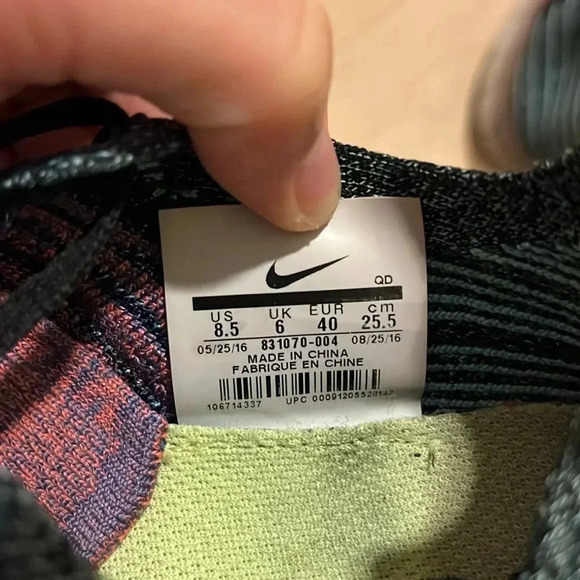 QD
US UK EUR cm
8.5 6 40 25.5
05/25/16 831070-004 08/25/16
MADE IN CHINA
FABRIQUE EN CHINE
106714337 UPC